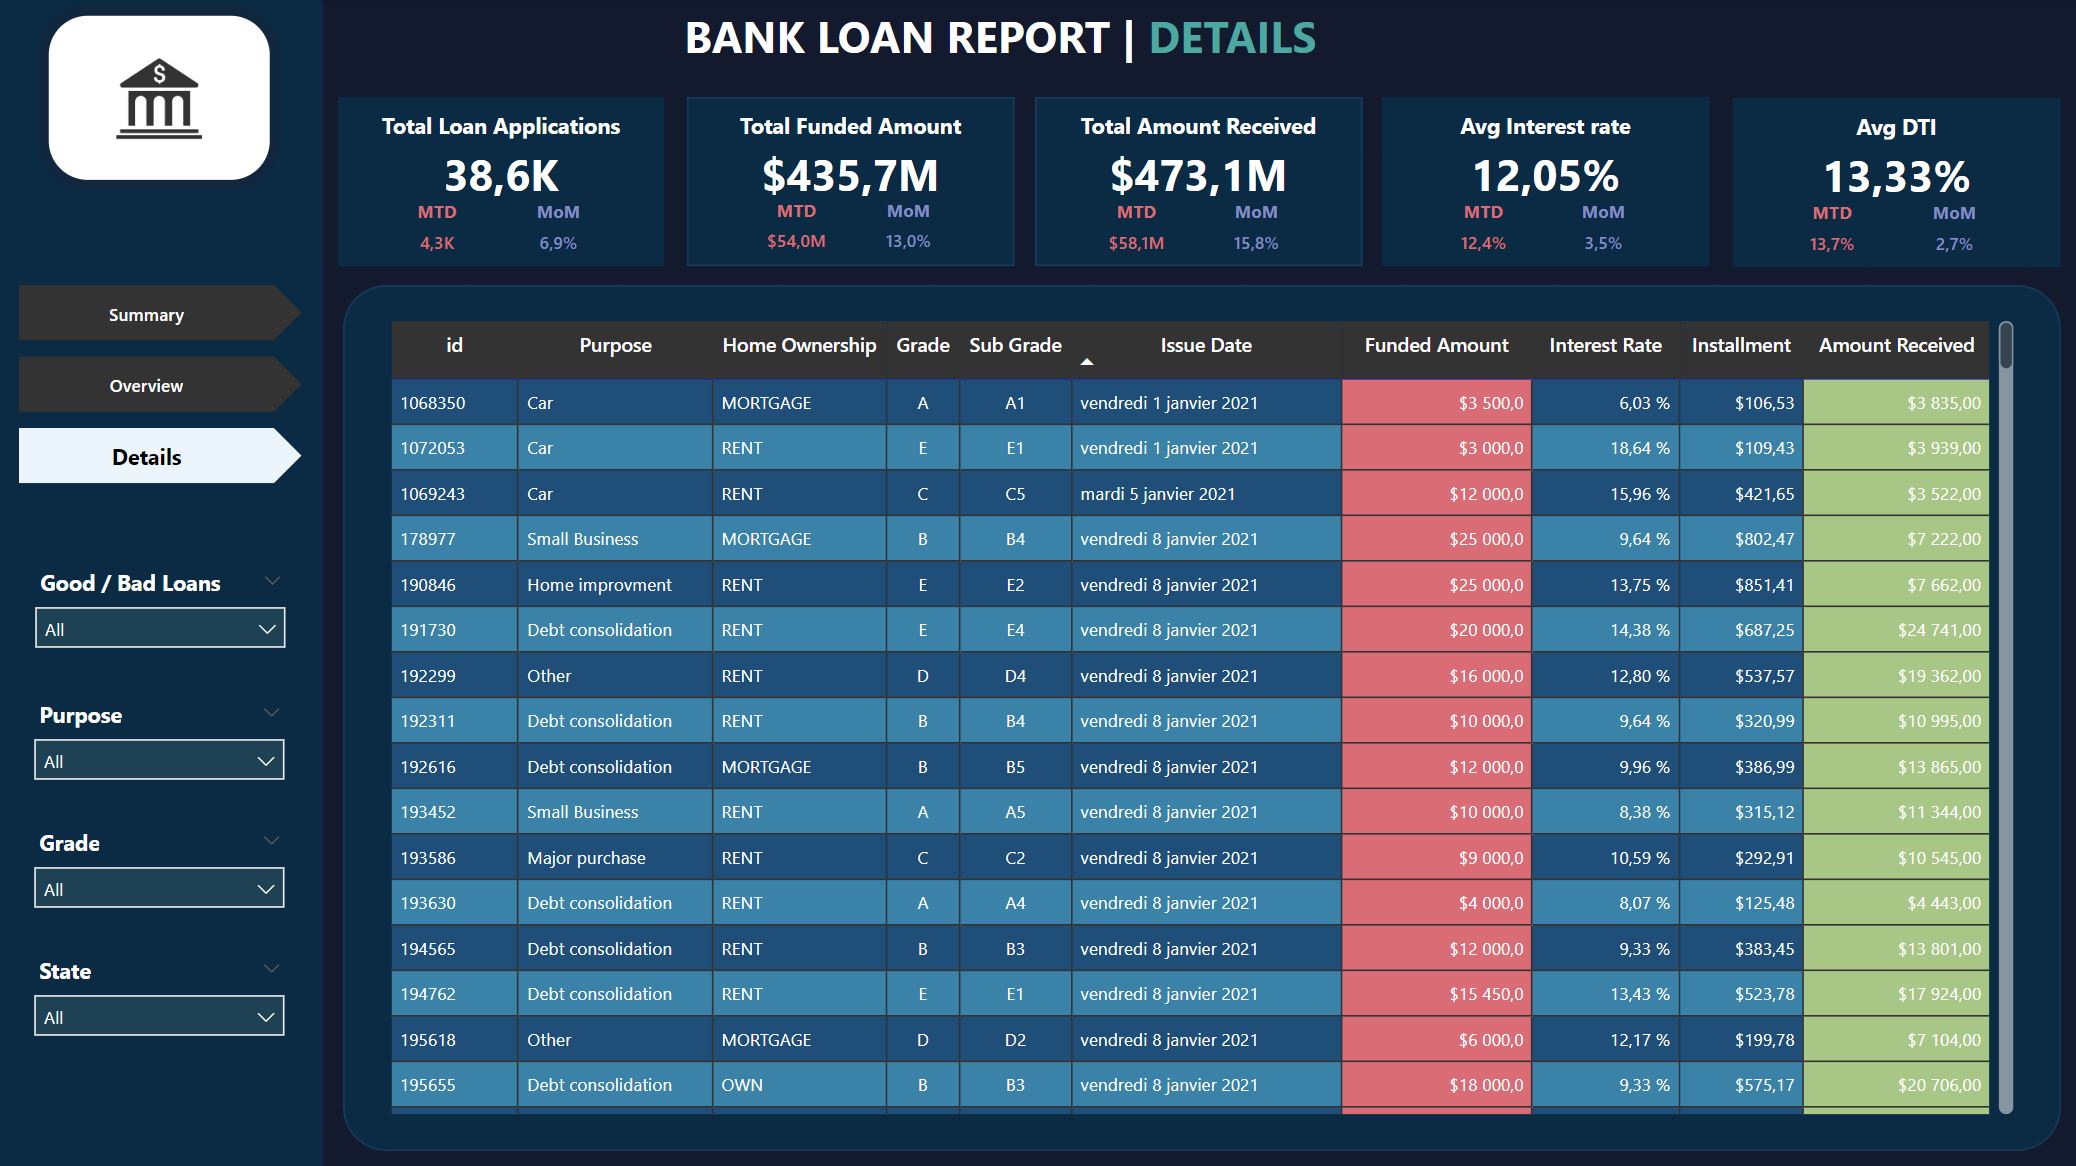 $
BANK LOAN REPORT | DETAILS
Total Loan Applications
38,6K
MTD MoM
4,3K 6,9%
Total Funded Amount
$435,7M
MTD MoM
$54,0M 13,0%
Total Amount Received
$473,1M
MTD MoM
$58,1M 15,8%
Avg Interest rate
12,05%
MTD MoM
12,4% 3,5%
Avg DTI
13,33%
MTD MoM
13,7% 2,7%
Summary
Overview
Details
Good / Bad Loans
All
Purpose
All
Grade
All
State
All
id Purpose Home Ownership Grade Sub Grade Issue Date Funded Amount Interest Rate Installment Amount Received
1068350 Car MORTGAGE A A1 vendredi 1 janvier 2021 $3 500,0 6,03 % $106,53 $3 835,00
1072053 Car RENT E E1 vendredi 1 janvier 2021 $3 000,0 18,64 % $109,43 $3 939,00
1069243 Car RENT C C5 mardi 5 janvier 2021 $12 000,0 15,96 % $421,65 $3 522,00
178977 Small Business MORTGAGE B B4 vendredi 8 janvier 2021 $25 000,0 9,64 % $802,47 $7 222,00
190846 Home improvment RENT E E2 vendredi 8 janvier 2021 $25 000,0 13,75 % $851,41 $7 662,00
191730 Debt consolidation RENT E E4 vendredi 8 janvier 2021 $20 000,0 14,38 % $687,25 $24 741,00
192299 Other RENT D D4 vendredi 8 janvier 2021 $16 000,0 12,80 % $537,57 $19 362,00
192311 Debt consolidation RENT B B4 vendredi 8 janvier 2021 $10 000,0 9,64 % $320,99 $10 995,00
192616 Debt consolidation MORTGAGE B B5 vendredi 8 janvier 2021 $12 000,0 9,96 % $386,99 $13 865,00
193452 Small Business RENT A A5 vendredi 8 janvier 2021 $10 000,0 8,38 % $315,12 $11 344,00
193586 Major purchase RENT C C2 vendredi 8 janvier 2021 $9 000,0 10,59 % $292,91 $10 545,00
193630 Debt consolidation RENT A A4 vendredi 8 janvier 2021 $4 000,0 8,07 % $125,48 $4 443,00
194565 Debt consolidation RENT B B3 vendredi 8 janvier 2021 $12 000,0 9,33 % $383,45 $13 801,00
194762 Debt consolidation RENT E E1 vendredi 8 janvier 2021 $15 450,0 13,43 % $523,78 $17 924,00
195618 Other MORTGAGE D D2 vendredi 8 janvier 2021 $6 000,0 12,17 % $199,78 $7 104,00
195655 Debt consolidation OWN B B3 vendredi 8 janvier 2021 $18 000,0 9,33 % $575,17 $20 706,00